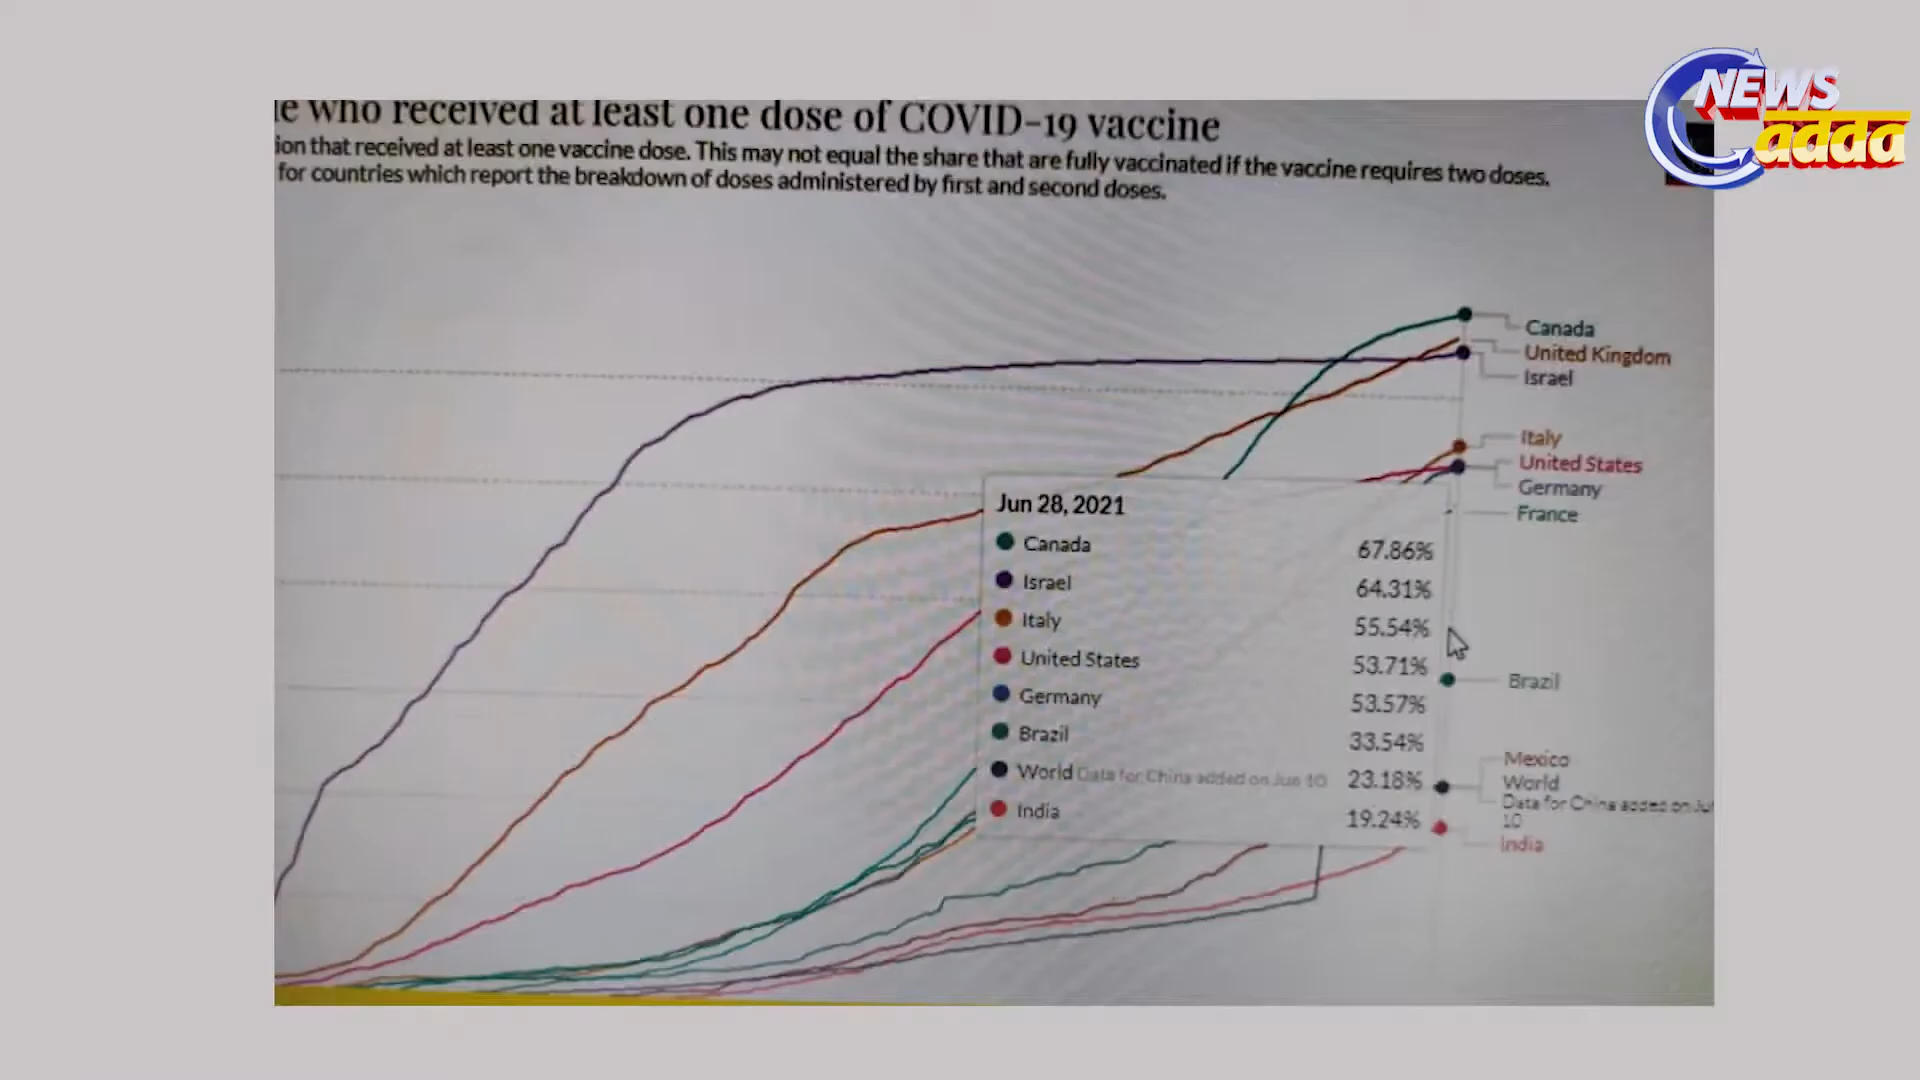 NEWS
adda
e who received at least one dose of COVID-19 vaccine
ion that received at least one vaccine dose. This may not equal the share that are fully vaccinated if the vaccine requires two doses.
for countries which report the breakdown of doses administered by first and second doses.
Canada
United Kingdom
Israel
Italy
United States
Germany
France
Jun 28, 2021
Canada 67.86%
Israel 64.31%
Italy 55.54%
United States 53.71%
Germany 53.57%
Brazil 33.54%
World Data for China added on Jun 10 23.18%
India 19.24%
Brazil
Mexico
World
Data for China added on Ju
10
India